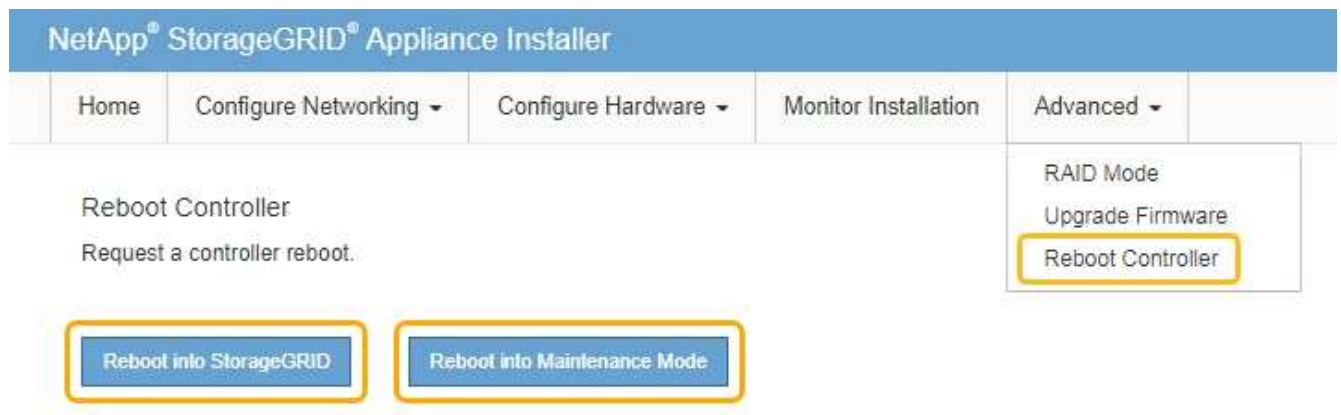 NetApp® StorageGRID® Appliance Installer
Home Configure Networking Configure Hardware Monitor Installation Advanced
RAID Mode
Upgrade Firmware
Reboot Controller
Reboot Controller
Request a controller reboot.
Reboot into StorageGRID Reboot into Maintenance Mode